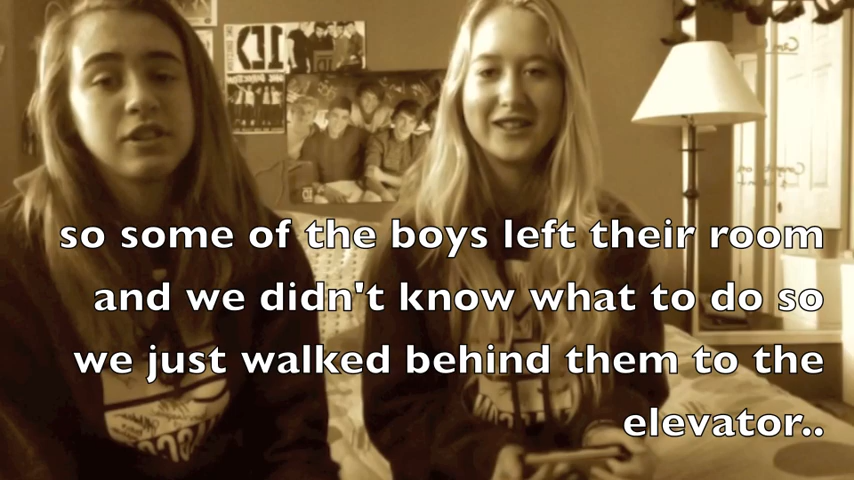 1D
so some of the boys left their room
and we didn't know what to do so
we just walked behind them to the
elevator..